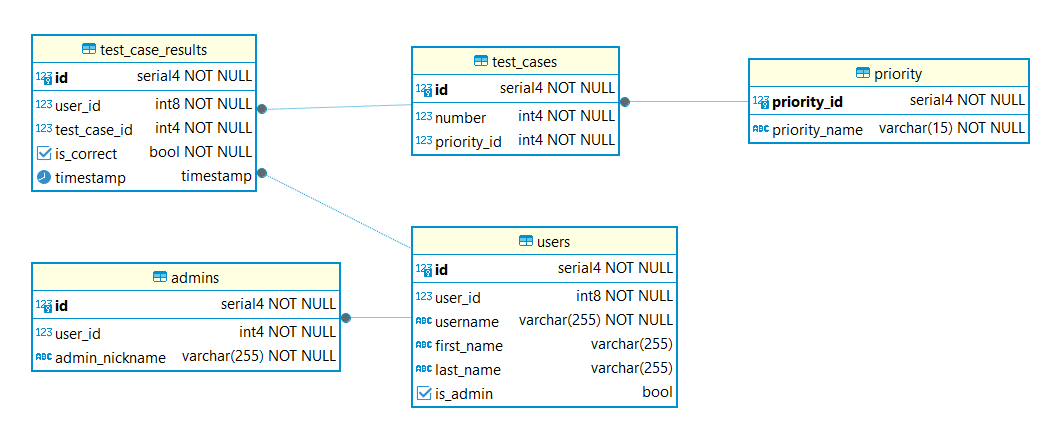 test_case_results
123 id serial4 NOT NULL
123 user_id int8 NOT NULL
123 test_case_id int4 NOT NULL
is_correct bool NOT NULL
timestamp timestamp
test_cases
123 id serial4 NOT NULL
123 number int4 NOT NULL
123 priority_id int4 NOT NULL
priority
123 priority_id serial4 NOT NULL
ABC priority_name varchar(15) NOT NULL
admins
123 id serial4 NOT NULL
123 user_id int4 NOT NULL
ABC admin_nickname varchar(255) NOT NULL
users
123 id serial4 NOT NULL
123 user_id int8 NOT NULL
ABC username varchar(255) NOT NULL
ABC first_name varchar(255)
ABC last_name varchar(255)
is_admin bool